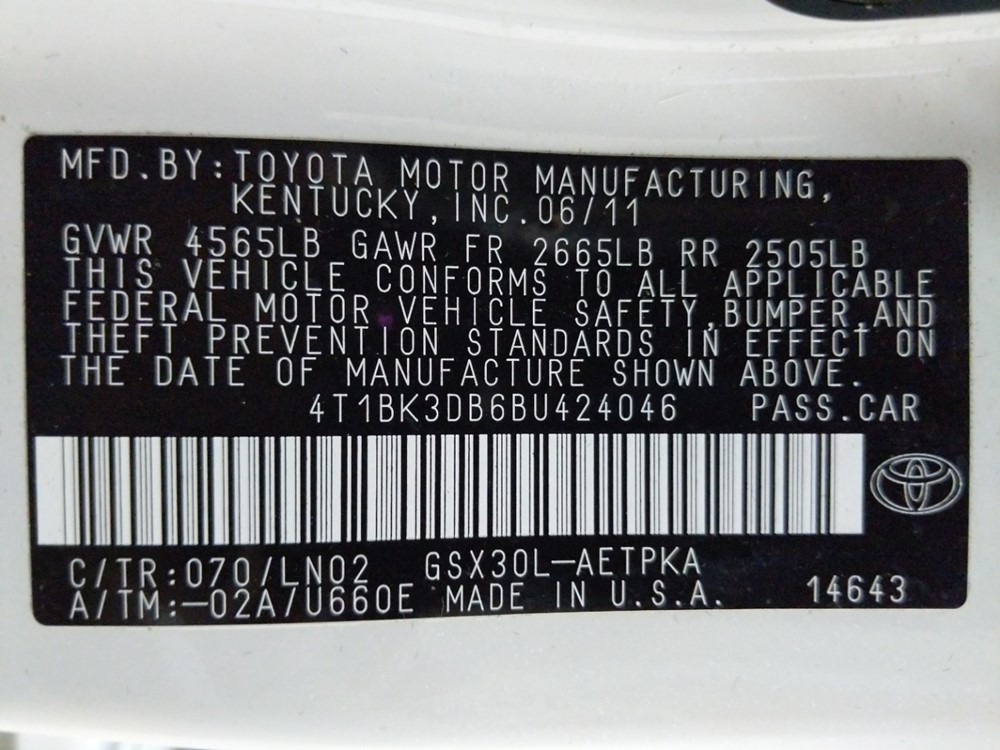 MFD.BY:TOYOTA MOTOR MANUFACTURING,
KENTUCKY,INC.06/11
GVWR 4565LB GAWR FR 2665LB RR 2505LB
THIS VEHICLE CONFORMS TO ALL APPLICABLE
FEDERAL MOTOR VEHICLE SAFETY,BUMPER,AND
THEFT PREVENTION STANDARDS IN EFFECT ON
THE DATE OF MANUFACTURE SHOWN ABOVE.
4T1BK3DB6BU424046 PASS.CAR
C/TR:070/LN02 GSX30L-AETPKA
A/TM:-02A/U660E MADE IN U.S.A. 14643